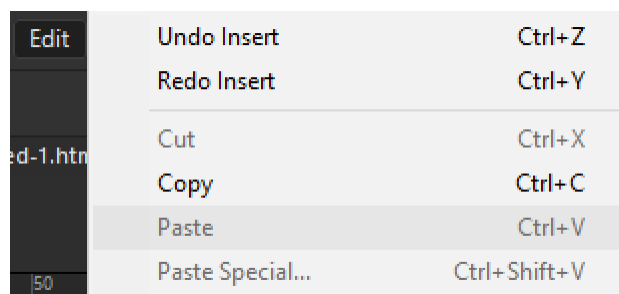 Edit
Undo Insert Ctrl+Z
Redo Insert Ctrl+Y
Cut Ctrl+X
ed-1.htm
Copy Ctrl+C
Paste Ctrl+V
Paste Special... Ctrl+Shift+V
50